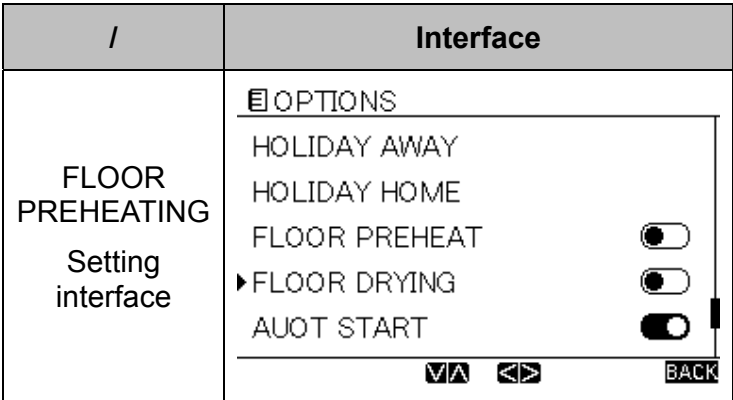 /
Interface
FLOOR
PREHEATING
Setting
interface
OPTIONS
HOLIDAY AWAY
HOLIDAY HOME
FLOOR PREHEAT
FLOOR DRYING
AUOT START
BACK